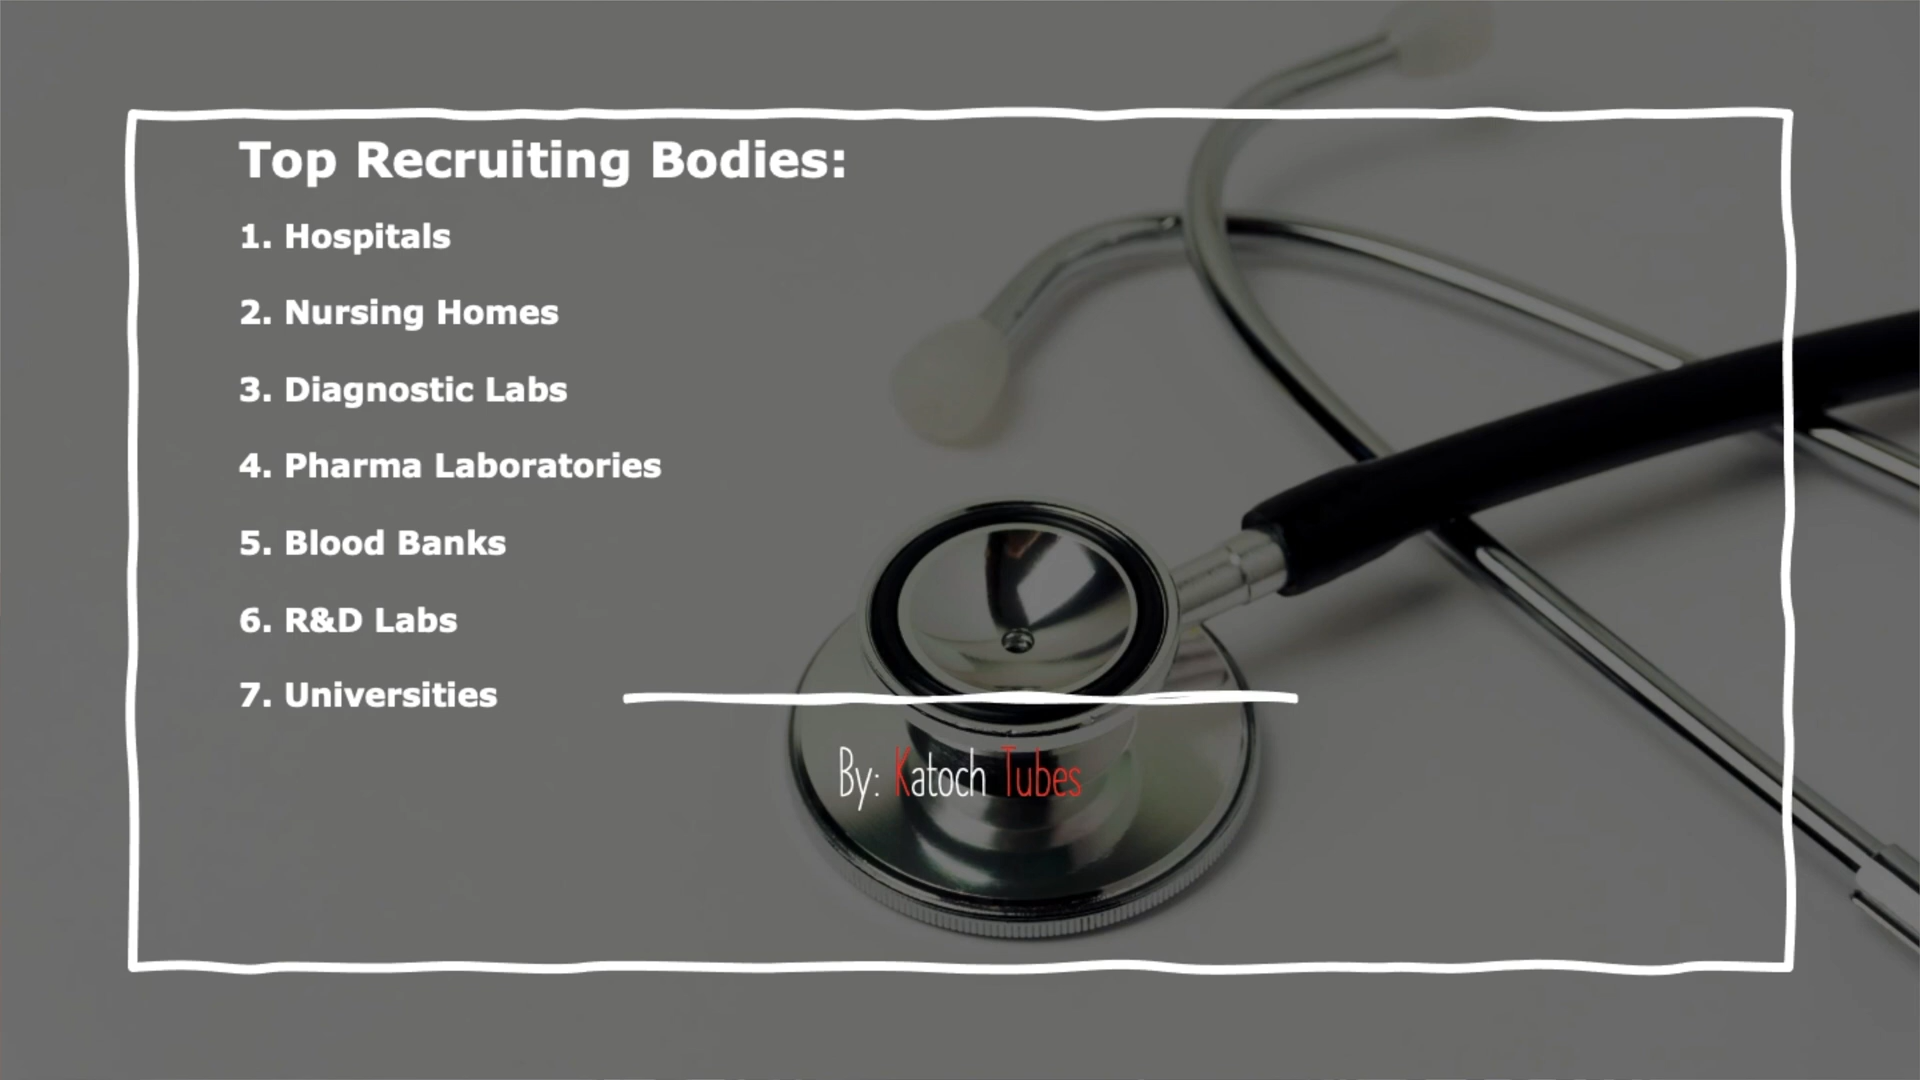 Top Recruiting Bodies:
1. Hospitals
2. Nursing Homes
3. Diagnostic Labs
4. Pharma Laboratories
5. Blood Banks
6. R&D Labs
7. Universities
By: Katoch Tubes